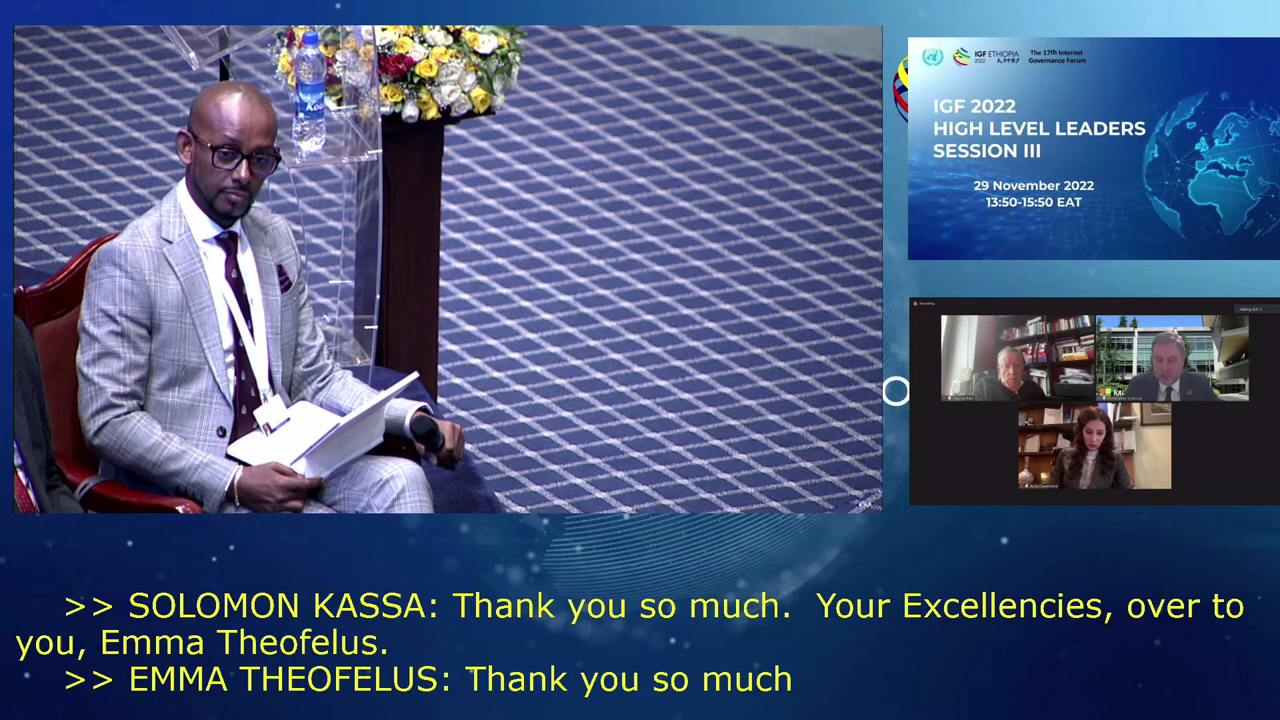 IGF ETHIOPIA
2022 ኢትዮጵያ
The 17th Internet
Governance Forum
IGF 2022
HIGH LEVEL LEADERS
SESSION III
29 November 2022
13:50-15:50 EAT
>> SOLOMON KASSA: Thank you so much. Your Excellencies, over to
you, Emma Theofelus.
>> EMMA THEOFELUS: Thank you so much